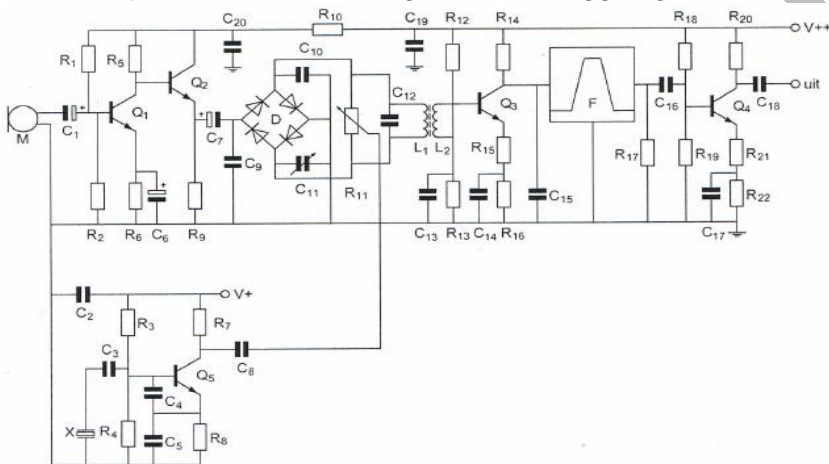 C20 R10 C19 R12 R14 R18 R20 V++
R1 R5 C10
Q2 C12 Q3 F C16 Q4 C18 uit
Q1 D
M C1 C7 L1 L2 R15 R17 R19 R21
C9 C11 R11 C15 R22
R2 R6 C6 R9 C13 R13 C14 R16 C17
V+
C2 R3 R7
C3 C8
Q5
C4
X R4 C5 R8